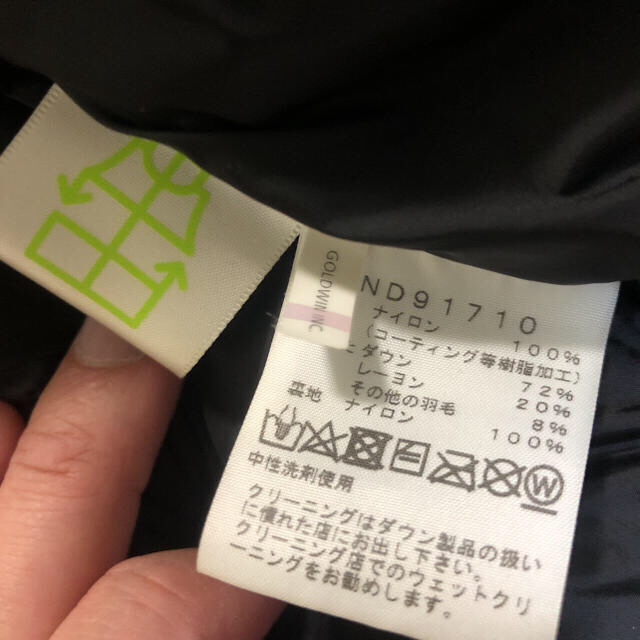 GOLDWIN INC
ND91710
ナイロン 100%
(コーティング等樹脂加工)
ダウン 72%
レーヨン 20%
その他の羽毛 8%
裏地 ナイロン 100%
W
中性洗剤使用
クリーニングはダウン製品の扱い
に慣れた店にお出し下さい。
クリーニング店でのウェットクリ
ーニングをお勧めします。